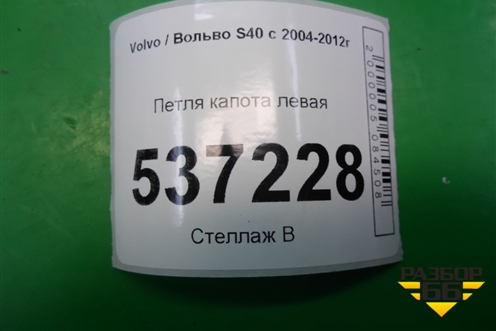 Volvo / Вольво S40 с 2004-2012г
Петля капота левая
537228
Стеллаж В
2000005084508
РАЗБОР
66